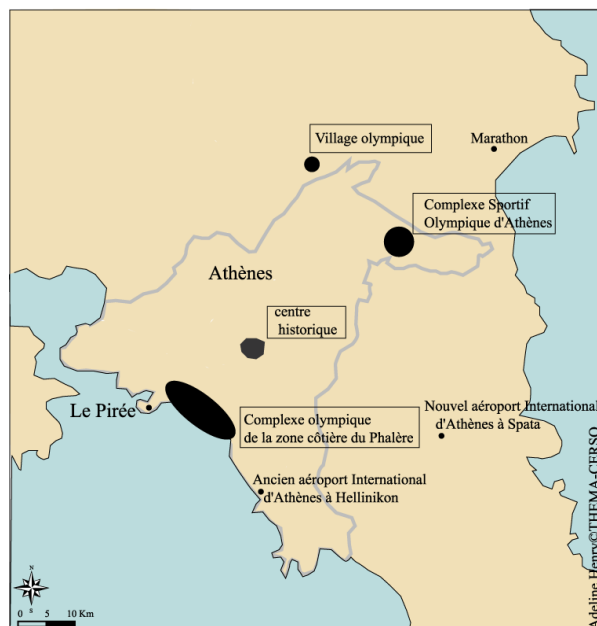 Village olympique
Marathon
Complexe Sportif
Olympique d'Athènes
Athènes
centre
historique
Le Pirée
Complexe olympique
de la zone côtière du Phalère
Nouvel aéroport International
d'Athènes à Spata
Ancien aéroport International
d'Athènes à Hellinikon
N
S
0 5 10 Km
Adeline Henry©THEMA-CERSO